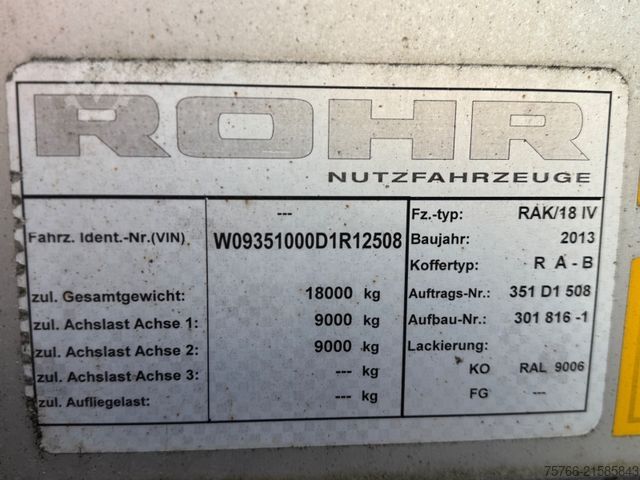 ROHR
NUTZFAHRZEUGE
---
Fahrz. Ident.-Nr.(VIN) W09351000D1R12508
zul. Gesamtgewicht: 18000 kg
zul. Achslast Achse 1: 9000 kg
zul. Achslast Achse 2: 9000 kg
zul. Achslast Achse 3: --- kg
zul. Aufliegelast: --- kg
Fz.-typ: RAK/18 IV
Baujahr: 2013
Koffertyp: R A-B
Auftrags-Nr.: 351 D1 508
Aufbau-Nr.: 301 816 -1
Lackierung:
KO RAL 9006
FG ---
75766-21585843